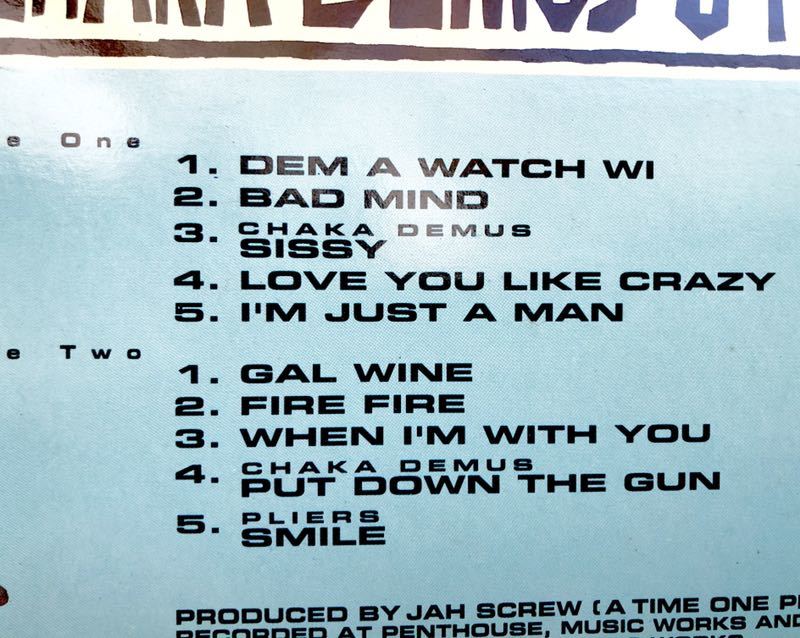 e One
1. DEM A WATCH WI
2. BAD MIND
3. CHAKA DEMUS
SISSY
4. LOVE YOU LIKE CRAZY
5. I'M JUST A MAN
e Two
1. GAL WINE
2. FIRE FIRE
3. WHEN I'M WITH YOU
4. CHAKA DEMUS
PUT DOWN THE GUN
5. PLIERS
SMILE
PRODUCED BY JAH SCREW (A TIME ONE P
RECORDED AT PENTHOUSE, MUSIC WORKS AND